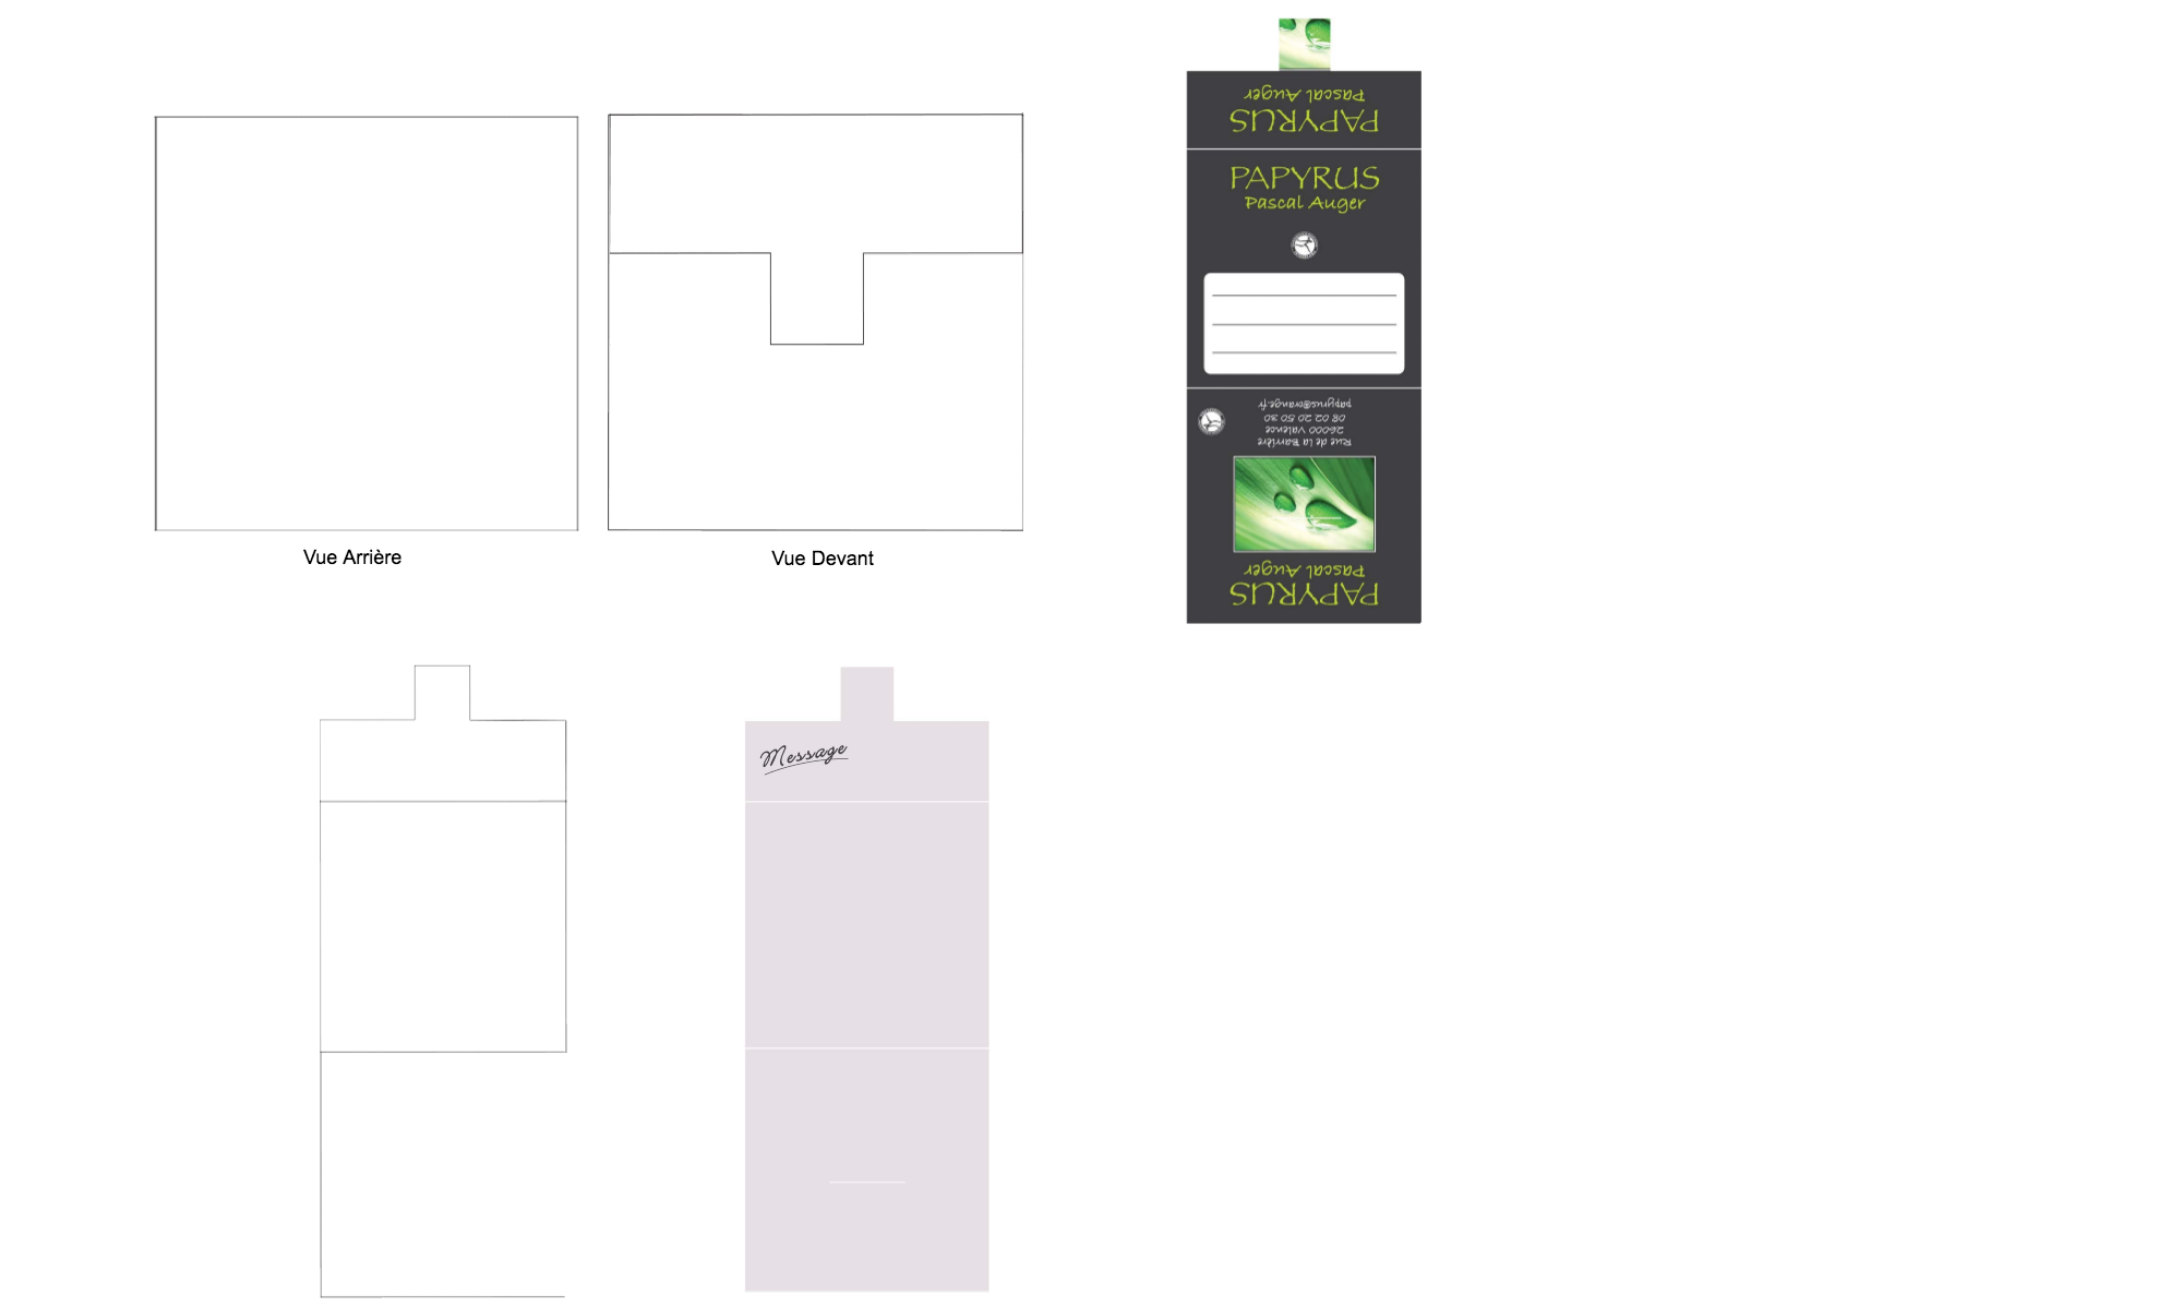 Vue Arrière
Vue Devant
Pascal Auger
PAPYRUS
PAPYRUS
Pascal Auger
papyrus@orange.fr
08 02 20 50 30
26000 Valence
Rue de la Barrière
Pascal Auger
PAPYRUS
Message